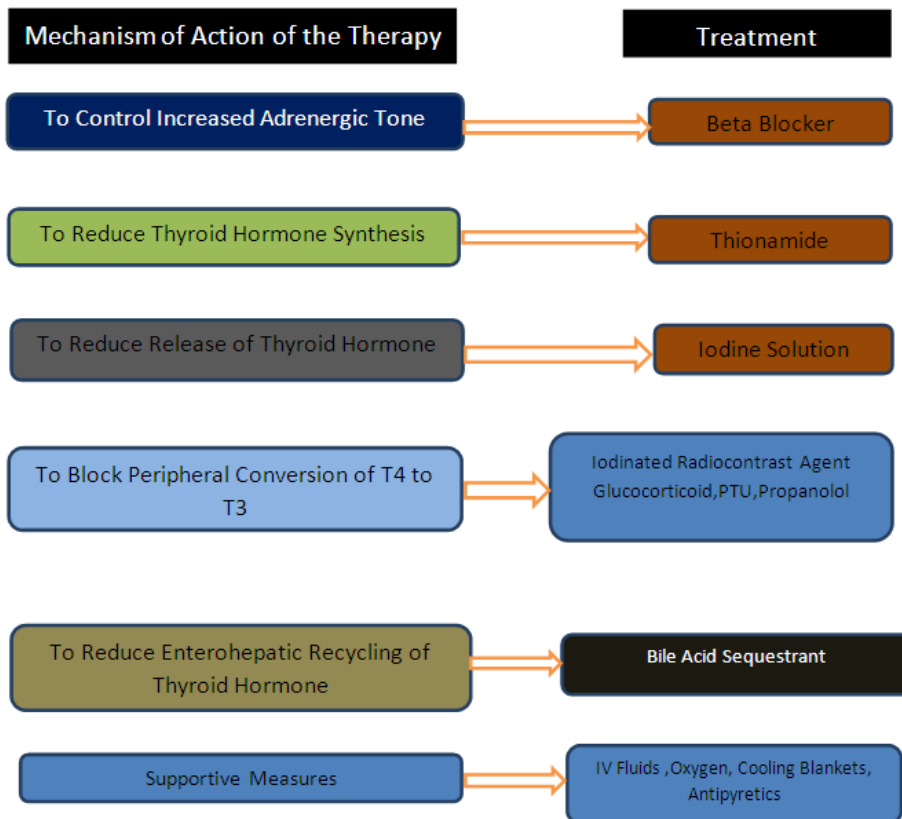 Mechanism of Action of the Therapy
Treatment
To Control Increased Adrenergic Tone
Beta Blocker
To Reduce Thyroid Hormone Synthesis
Thionamide
To Reduce Release of Thyroid Hormone
Iodine Solution
To Block Peripheral Conversion of T4 to
T3
Iodinated Radiocontrast Agent
Glucocorticoid,PTU,Propanolol
To Reduce Enterohepatic Recycling of
Thyroid Hormone
Bile Acid Sequestrant
Supportive Measures
IV Fluids ,Oxygen, Cooling Blankets,
Antipyretics